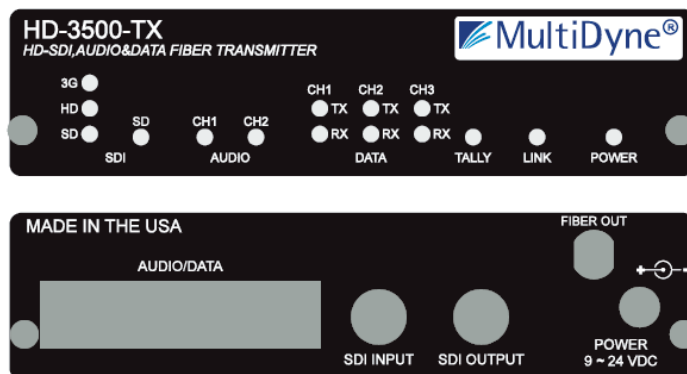 HD-3500-TX
HD-SDI,AUDIO&DATA FIBER TRANSMITTER
MultiDyne®
3G
HD
SD
SD
SDI
CH1 CH2
AUDIO
CH1 CH2 CH3
TX TX TX
RX RX RX
DATA
TALLY
LINK
POWER
MADE IN THE USA
AUDIO/DATA
SDI INPUT
SDI OUTPUT
FIBER OUT
+ -
POWER
9 ~ 24 VDC